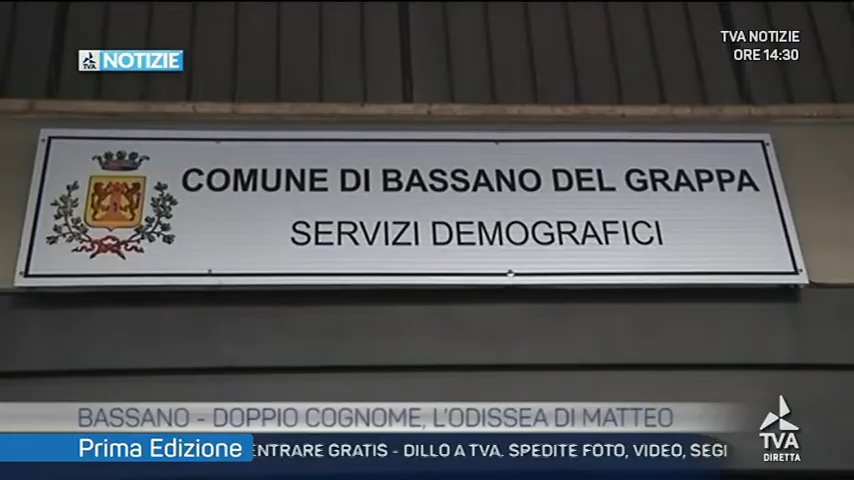 TVA NOTIZIE
TVA NOTIZIE
ORE 14:30
COMUNE DI BASSANO DEL GRAPPA
SERVIZI DEMOGRAFICI
BASSANO - DOPPIO COGNOME, L'ODISSEA DI MATTEO
Prima Edizione
ENTRARE GRATIS - DILLO A TVA. SPEDITE FOTO, VIDEO, SEGI
TVA
DIRETTA